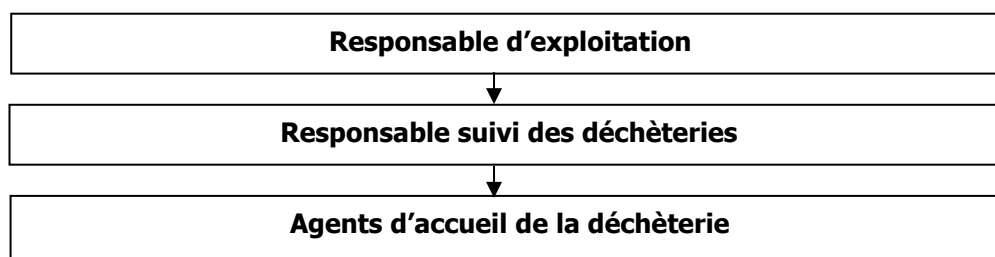 Responsable d’exploitation
Responsable suivi des déchèteries
Agents d’accueil de la déchèterie